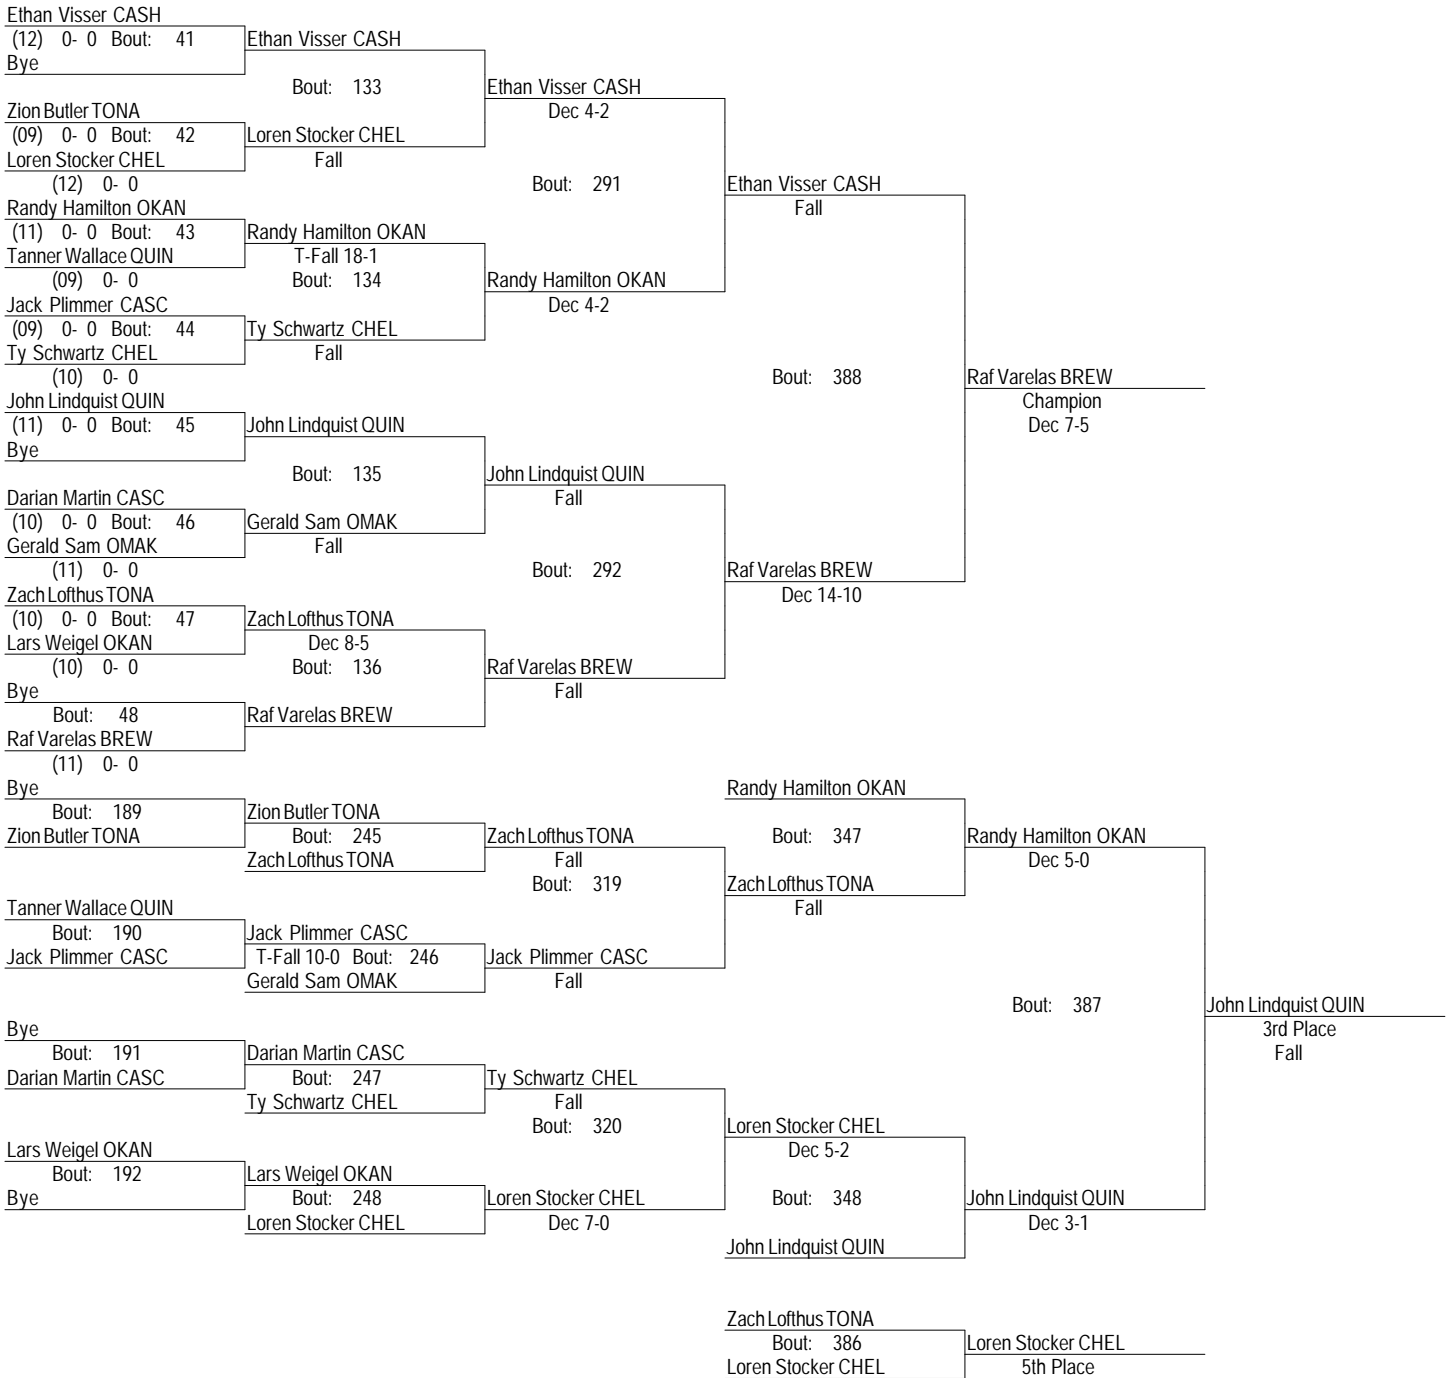 Ethan Visser CASH
(12) 0- 0 Bout: 41 Ethan Visser CASH
Bye
Bout: 133 Ethan Visser CASH
Zion Butler TONA Dec 4-2
(09) 0- 0 Bout: 42 Loren Stocker CHEL
Loren Stocker CHEL Fall
(12) 0- 0 Bout: 291 Ethan Visser CASH
Randy Hamilton OKAN Fall
(11) 0- 0 Bout: 43 Randy Hamilton OKAN
Tanner Wallace QUIN T-Fall 18-1
(09) 0- 0 Bout: 134 Randy Hamilton OKAN
Jack Plimmer CASC Dec 4-2
(09) 0- 0 Bout: 44 Ty Schwartz CHEL
Ty Schwartz CHEL Fall
(10) 0- 0 Bout: 388 Raf Varelas BREW
John Lindquist QUIN Champion
(11) 0- 0 Bout: 45 John Lindquist QUIN Dec 7-5
Bye
Bout: 135 John Lindquist QUIN
Darian Martin CASC Fall
(10) 0- 0 Bout: 46 Gerald Sam OMAK
Gerald Sam OMAK Fall
(11) 0- 0 Bout: 292 Raf Varelas BREW
Zach Lofthus TONA Dec 14-10
(10) 0- 0 Bout: 47 Zach Lofthus TONA
Lars Weigel OKAN Dec 8-5
(10) 0- 0 Bout: 136 Raf Varelas BREW
Bye Fall
Bout: 48 Raf Varelas BREW
Raf Varelas BREW
(11) 0- 0
Bye Randy Hamilton OKAN
Bout: 189 Zion Butler TONA
Zion Butler TONA Bout: 245 Zach Lofthus TONA Bout: 347 Randy Hamilton OKAN
Zach Lofthus TONA Fall Dec 5-0
Bout: 319 Zach Lofthus TONA
Tanner Wallace QUIN Fall
Bout: 190 Jack Plimmer CASC
Jack Plimmer CASC T-Fall 10-0 Bout: 246 Jack Plimmer CASC
Gerald Sam OMAK Fall
Bout: 387 John Lindquist QUIN
Bye 3rd Place
Bout: 191 Darian Martin CASC Fall
Darian Martin CASC Bout: 247 Ty Schwartz CHEL
Ty Schwartz CHEL Fall
Bout: 320 Loren Stocker CHEL
Lars Weigel OKAN Dec 5-2
Bout: 192 Lars Weigel OKAN
Bye Bout: 248 Loren Stocker CHEL Bout: 348 John Lindquist QUIN
Loren Stocker CHEL Dec 7-0 Dec 3-1
John Lindquist QUIN
Zach Lofthus TONA
Bout: 386 Loren Stocker CHEL
Loren Stocker CHEL 5th Place